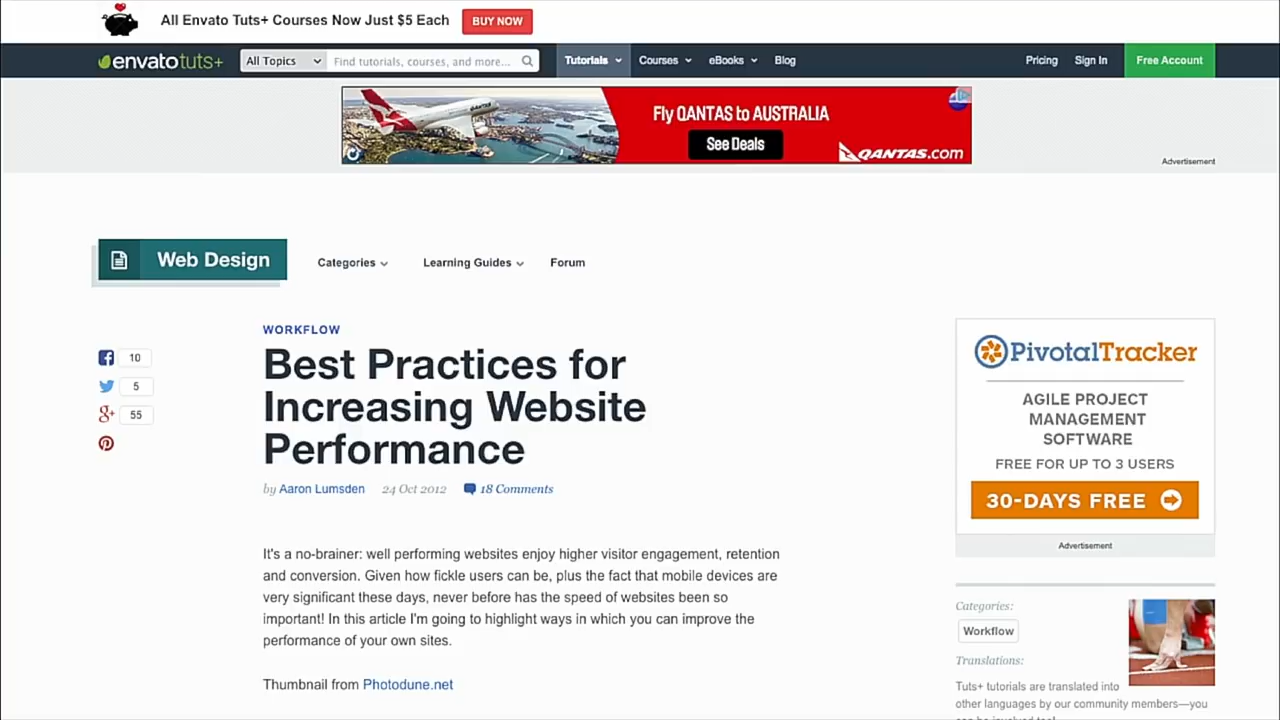 All Envato Tuts+ Courses Now Just $5 Each
BUY NOW
envatotuts+
All Topics
Find tutorials, courses, and more...
Tutorials
Courses
eBooks
Blog
Pricing
Sign In
Free Account
Fly QANTAS to AUSTRALIA
See Deals
QANTAS.COM
QANTAS
Advertisement
Web Design
Categories
Learning Guides
Forum
10
5
g+ 55
WORKFLOW
Best Practices for
Increasing Website
Performance
by Aaron Lumsden
24 Oct 2012
18 Comments
It's a no-brainer: well performing websites enjoy higher visitor engagement, retention
and conversion. Given how fickle users can be, plus the fact that mobile devices are
very significant these days, never before has the speed of websites been so
important! In this article I'm going to highlight ways in which you can improve the
performance of your own sites.
Thumbnail from Photodune.net
PivotalTracker
AGILE PROJECT
MANAGEMENT
SOFTWARE
FREE FOR UP TO 3 USERS
30-DAYS FREE
Advertisement
Categories:
Workflow
Translations:
Tuts+ tutorials are translated into
other languages by our community members—you